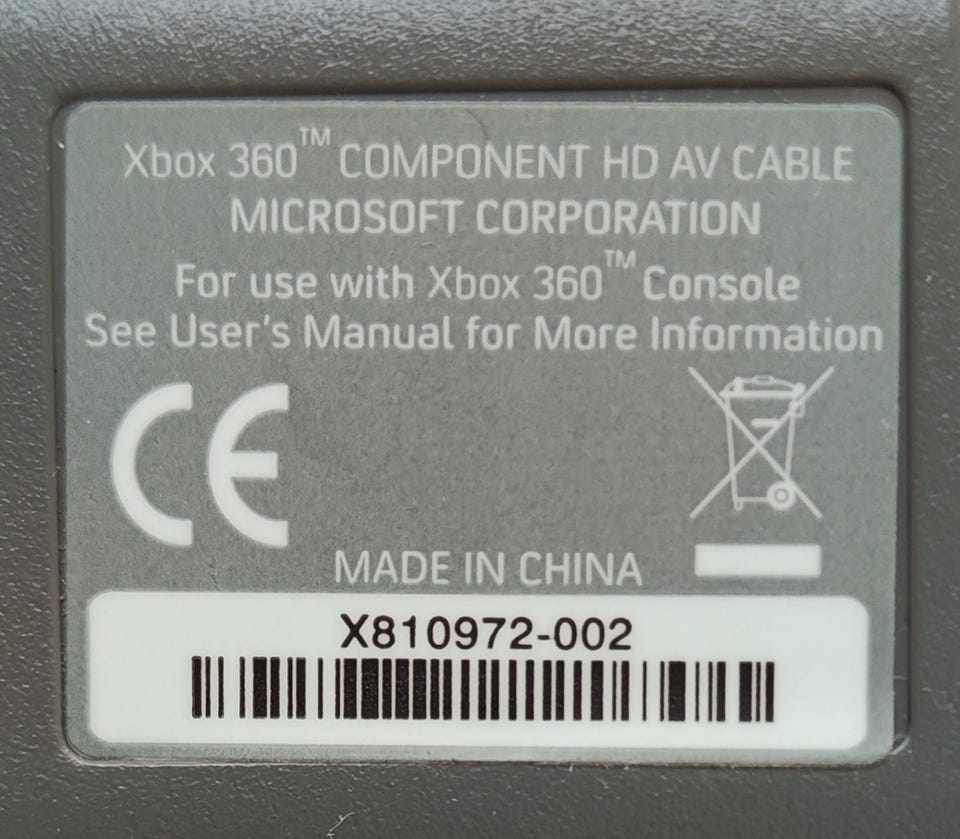 Xbox 360™ COMPONENT HD AV CABLE
MICROSOFT CORPORATION
For use with Xbox 360™ Console
See User's Manual for More Information
CE
MADE IN CHINA
X810972-002